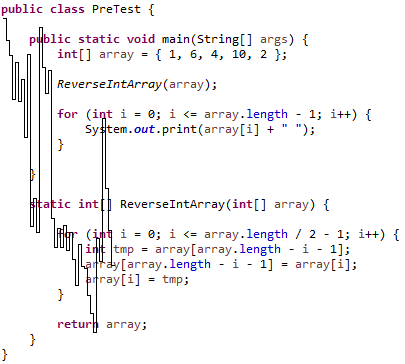 public class PreTest {
public static void main(String[] args) {
int[] array = { 1, 6, 4, 10, 2 };
ReverseIntArray(array);
for (int i = 0; i <= array.length - 1; i++) {
System.out.print(array[i] + " ");
}
}
static int[] ReverseIntArray(int[] array) {
for (int i = 0; i <= array.length / 2 - 1; i++) {
int tmp = array[array.length - i - 1];
array[array.length - i - 1] = array[i];
array[i] = tmp;
}
return array;
}
}